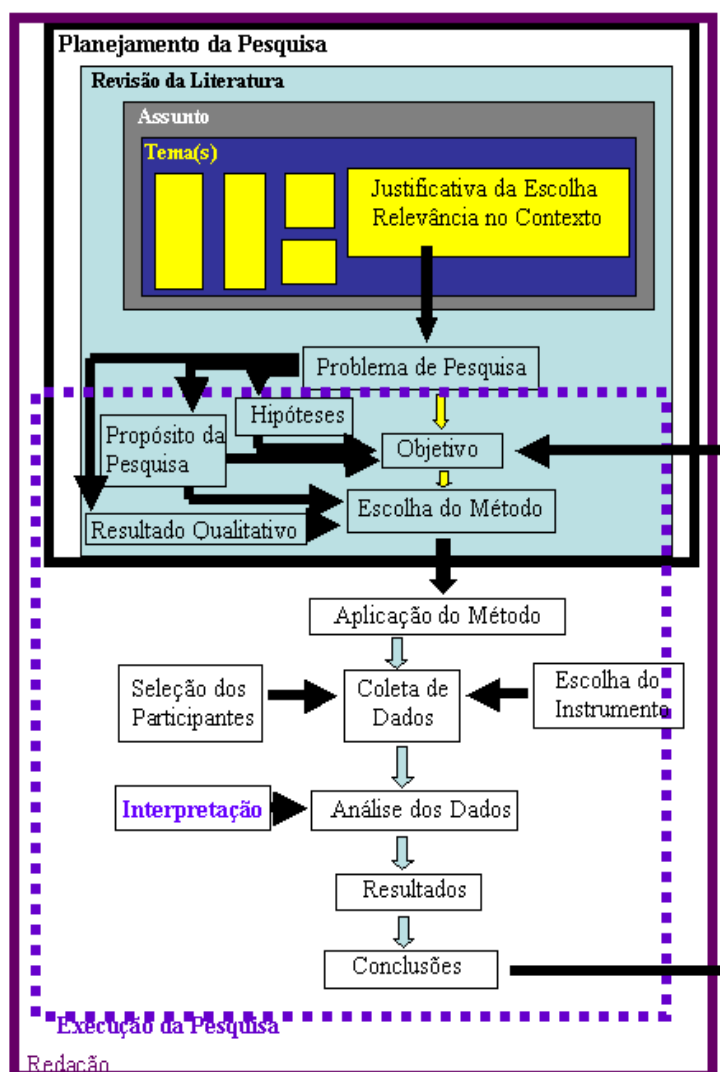 Planejamento da Pesquisa
Revisão da Literatura
Assunto
Tema(s)
Justificativa da Escolha
Relevância no Contexto
Problema de Pesquisa
Hipóteses
Propósito da
Pesquisa
Objetivo
Escolha do Método
Resultado Qualitativo
Aplicação do Método
Seleção dos
Participantes
Coleta de
Dados
Escolha do
Instrumento
Interpretação
Análise dos Dados
Resultados
Conclusões
Execução da Pesquisa
Redação